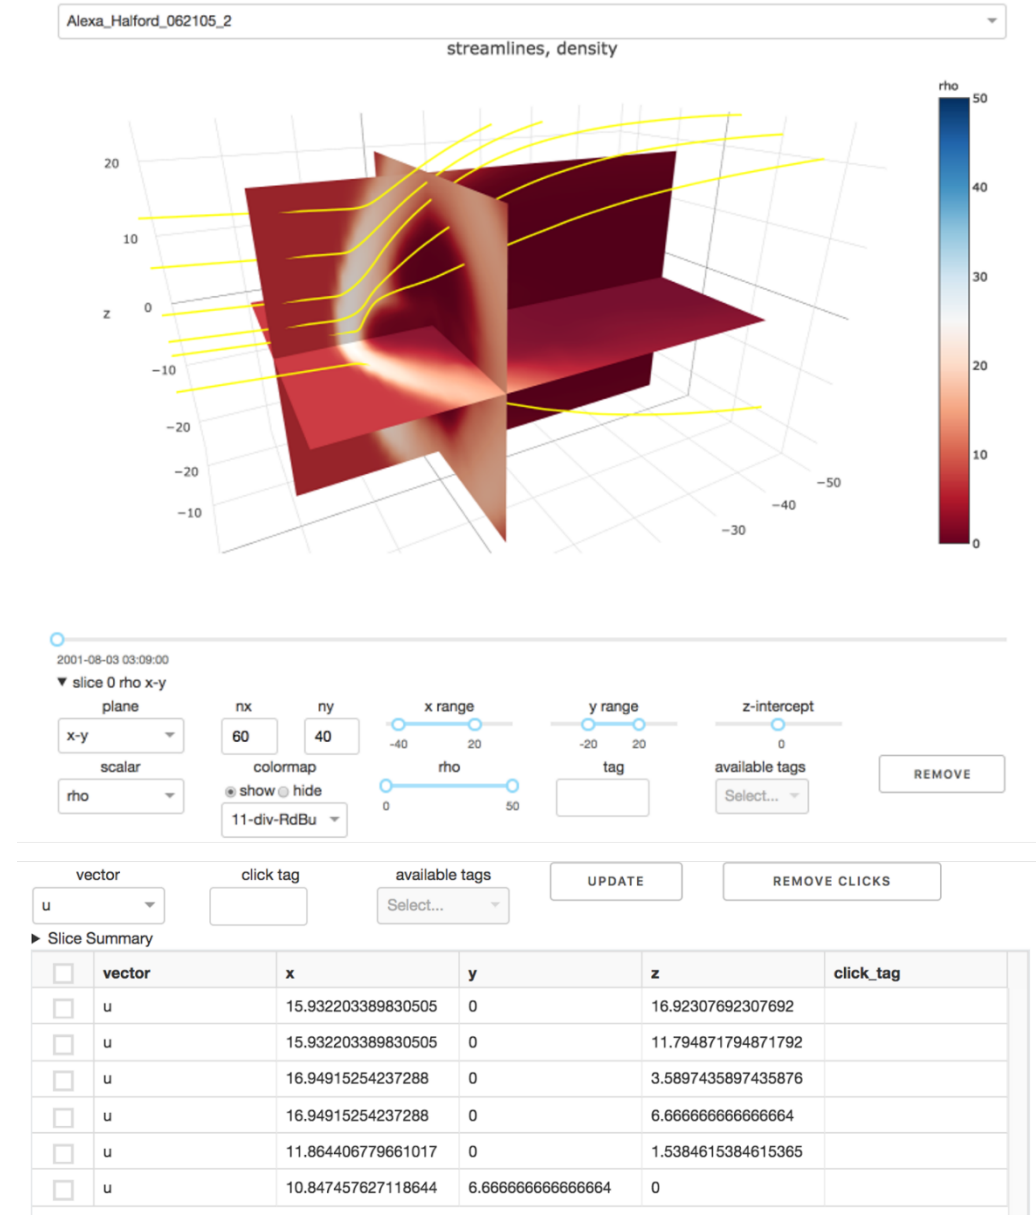 Alexa_Halford_062105_2
streamlines, density
rho
50
40
30
20
10
0
20
10
z 0
−10
−20
−20
−10
−50
−40
−30
2001-08-03 03:09:00
▼ slice 0 rho x-y
plane nx ny x range y range z-intercept
x-y 60 40 -40 20 -20 20 0
scalar colormap rho tag available tags REMOVE
rho show hide 0 50 Select...
11-div-RdBu
vector click tag available tags UPDATE REMOVE CLICKS
u Select...
▶ Slice Summary
vector x y z click_tag
u 15.932203389830505 0 16.92307692307692
u 15.932203389830505 0 11.794871794871792
u 16.94915254237288 0 3.5897435897435876
u 16.94915254237288 0 6.666666666666664
u 11.864406779661017 0 1.5384615384615365
u 10.847457627118644 6.666666666666664 0